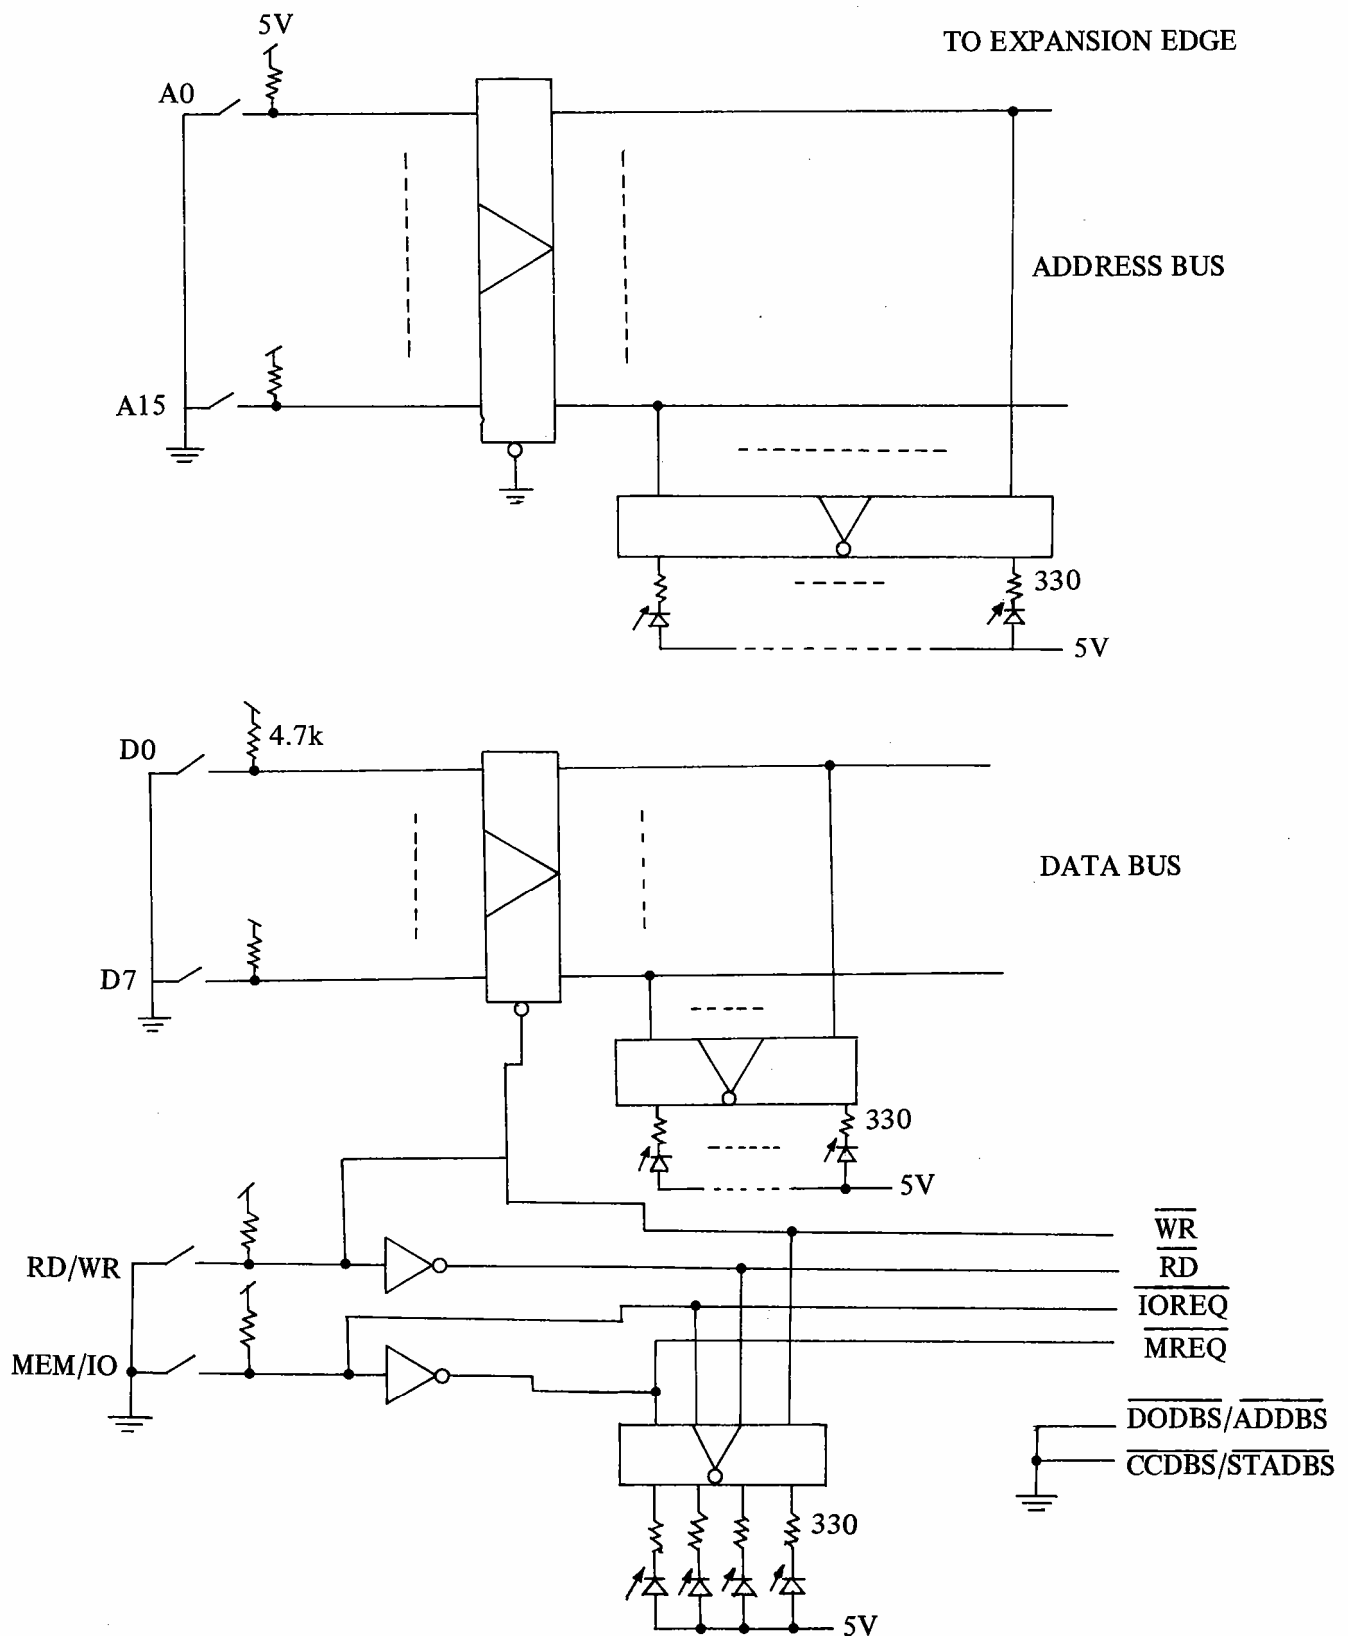 5V
TO EXPANSION EDGE
A0
ADDRESS BUS
A15
330
5V
D0
4.7k
DATA BUS
D7
330
5V
WR
RD/WR
RD
IOREQ
MEM/IO
MREQ
DODBS/ADDBS
CCDBS/STADBS
330
5V